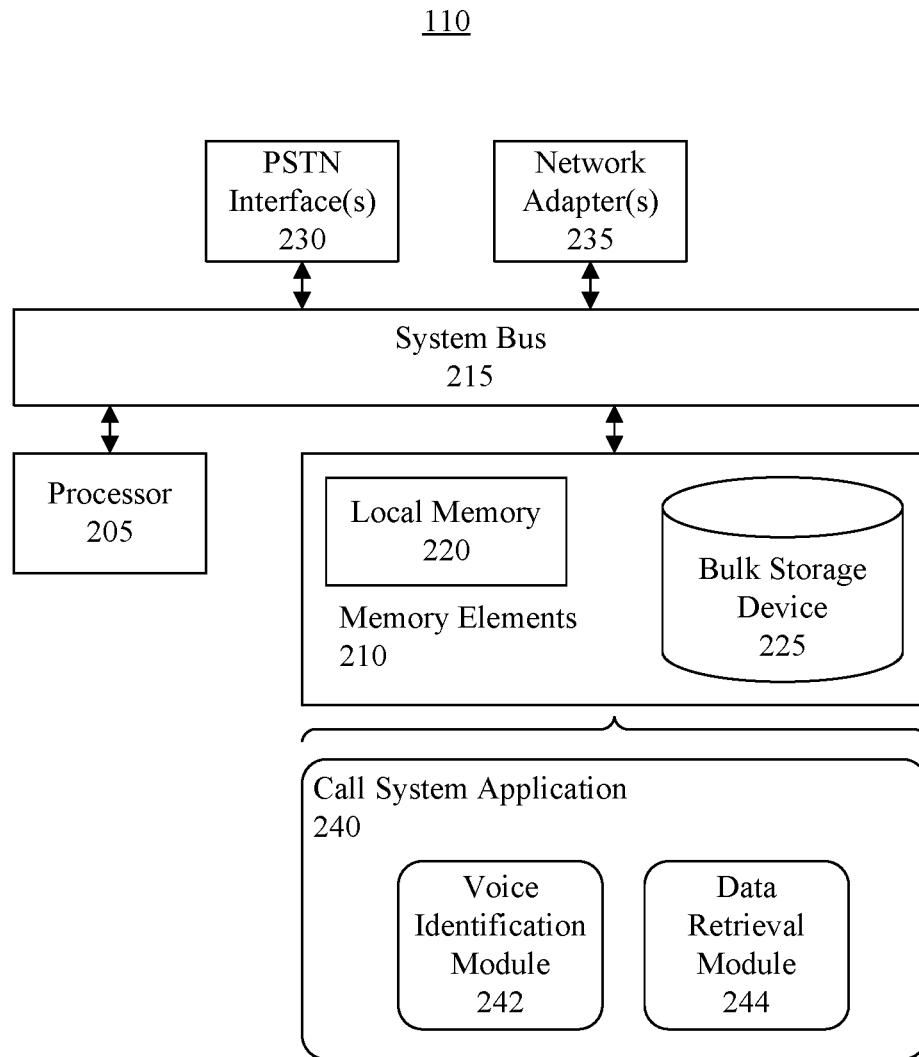 110
PSTN
Interface(s)
230
Network
Adapter(s)
235
System Bus
215
Processor
205
Local Memory
220
Memory Elements
210
Bulk Storage
Device
225
Call System Application
240
Voice
Identification
Module
242
Data
Retrieval
Module
244